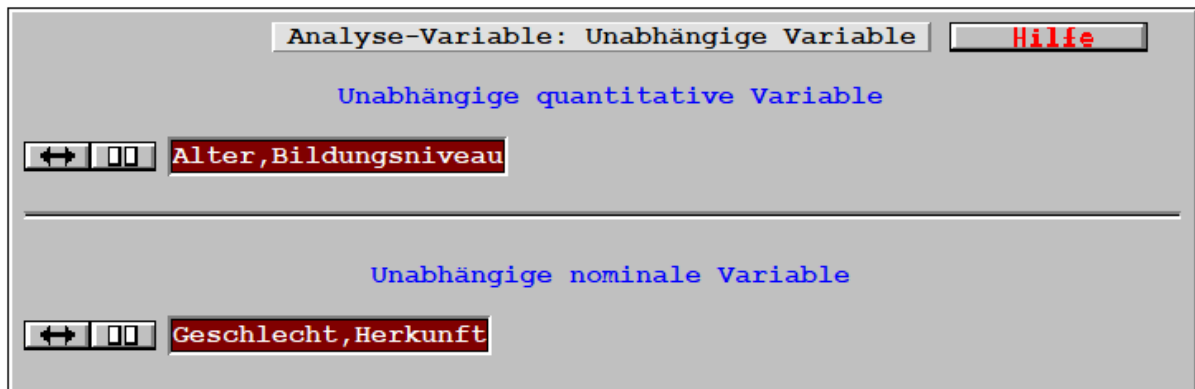 Analyse-Variable: Unabhängige Variable Hilfe
Unabhängige quantitative Variable
Alter,Bildungsniveau
Unabhängige nominale Variable
Geschlecht,Herkunft